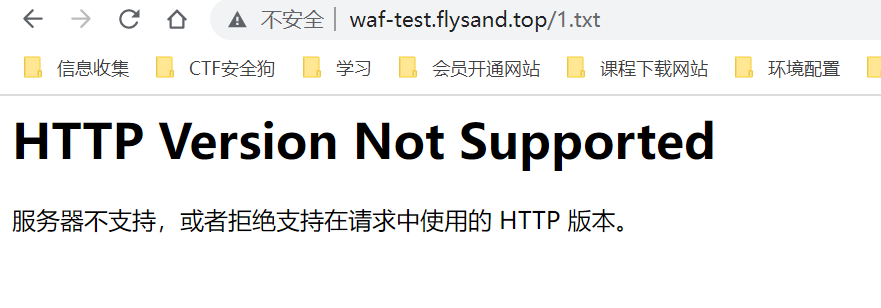 不安全 | waf-test.flysand.top/1.txt
信息收集 CTF安全狗 学习 会员开通网站 课程下载网站 环境配置
HTTP Version Not Supported
服务器不支持，或者拒绝支持在请求中使用的 HTTP 版本。